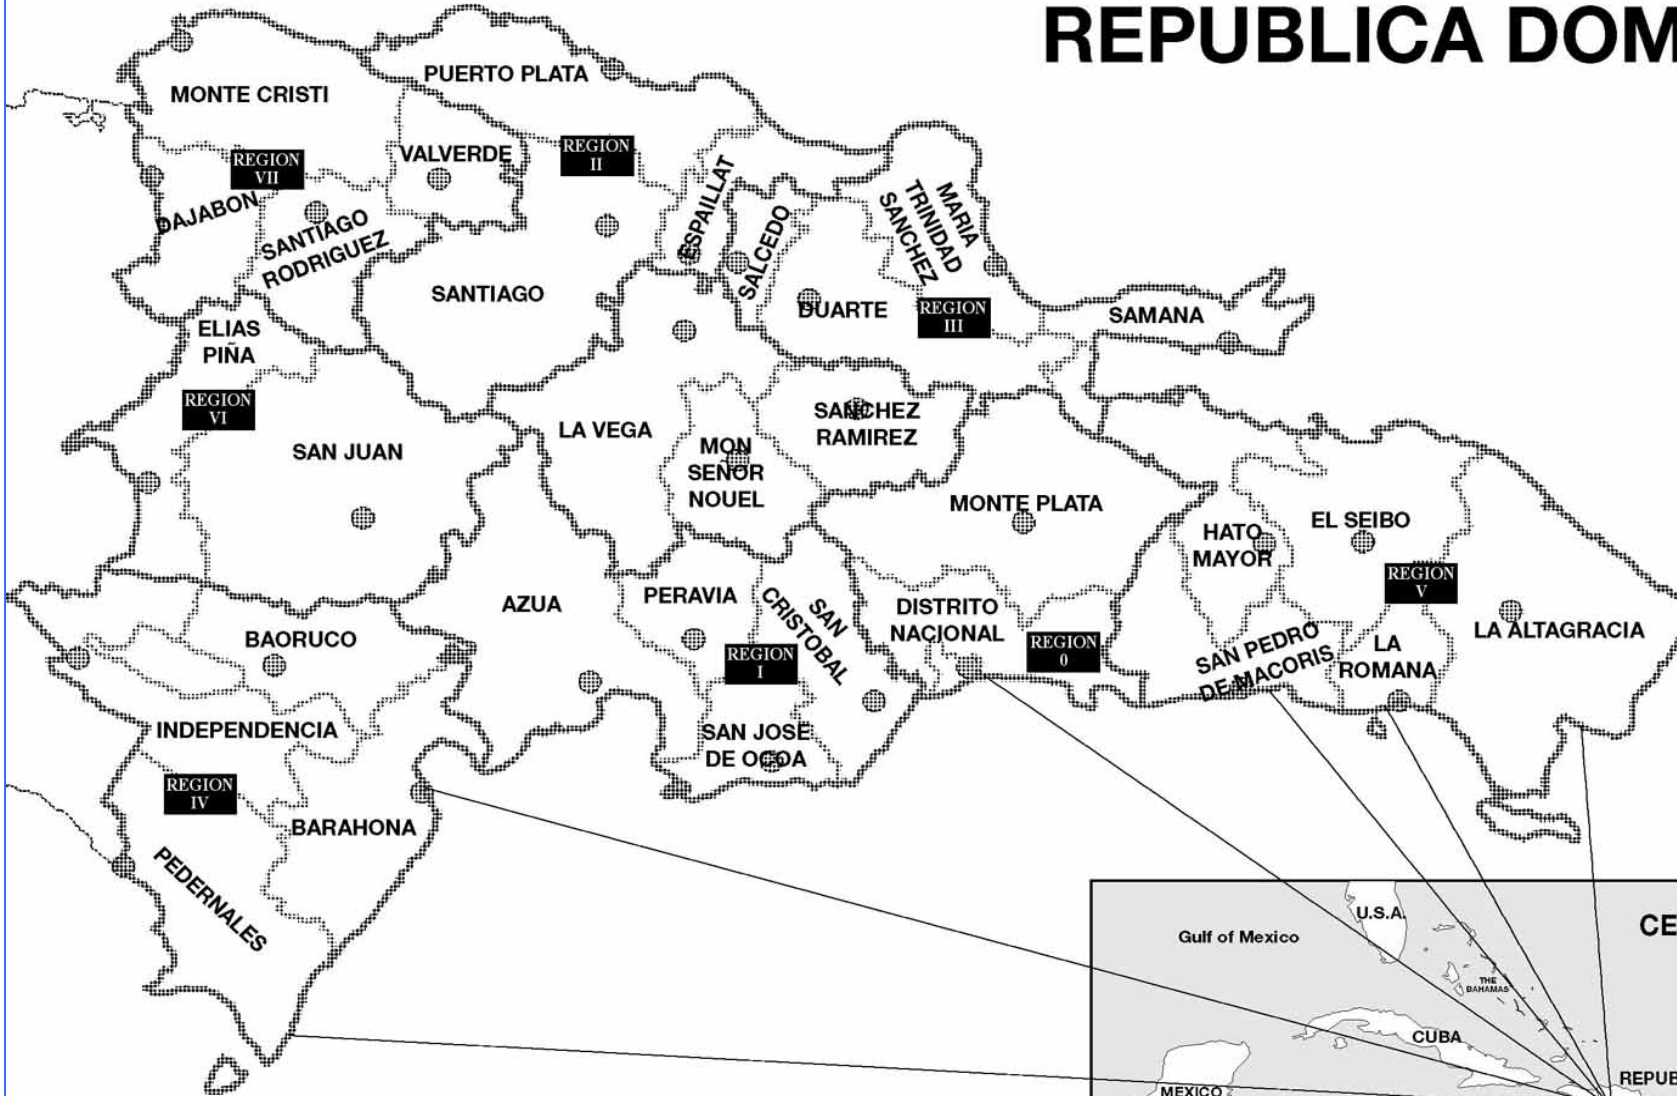 REPUBLICA DOM
PUERTO PLATA
MONTE CRISTI
REGION
II
VALVERDE
REGION
VII
ESPAILLAT
MARIA
TRINIDAD
SANCHEZ
DAJABON
SANTIAGO
RODRIGUEZ
SALCEDO
SANTIAGO
DUARTE
REGION
III
SAMANA
ELIAS
PIÑA
REGION
VI
SANCHEZ
RAMIREZ
LA VEGA
SAN JUAN
MON
SEÑOR
NOUEL
MONTE PLATA
EL SEIBO
HATO
MAYOR
REGION
V
AZUA
PERAVIA
SAN
CRISTOBAL
DISTRITO
NACIONAL
BAORUCO
REGION
0
SAN PEDRO
DE MACORIS
LA
ROMANA
LA ALTAGRACIA
REGION
I
INDEPENDENCIA
SAN JOSE
DE OCOA
REGION
IV
BARAHONA
PEDERNALES
U.S.A.
CE
Gulf of Mexico
THE
BAHAMAS
CUBA
REPUB
MEXICO